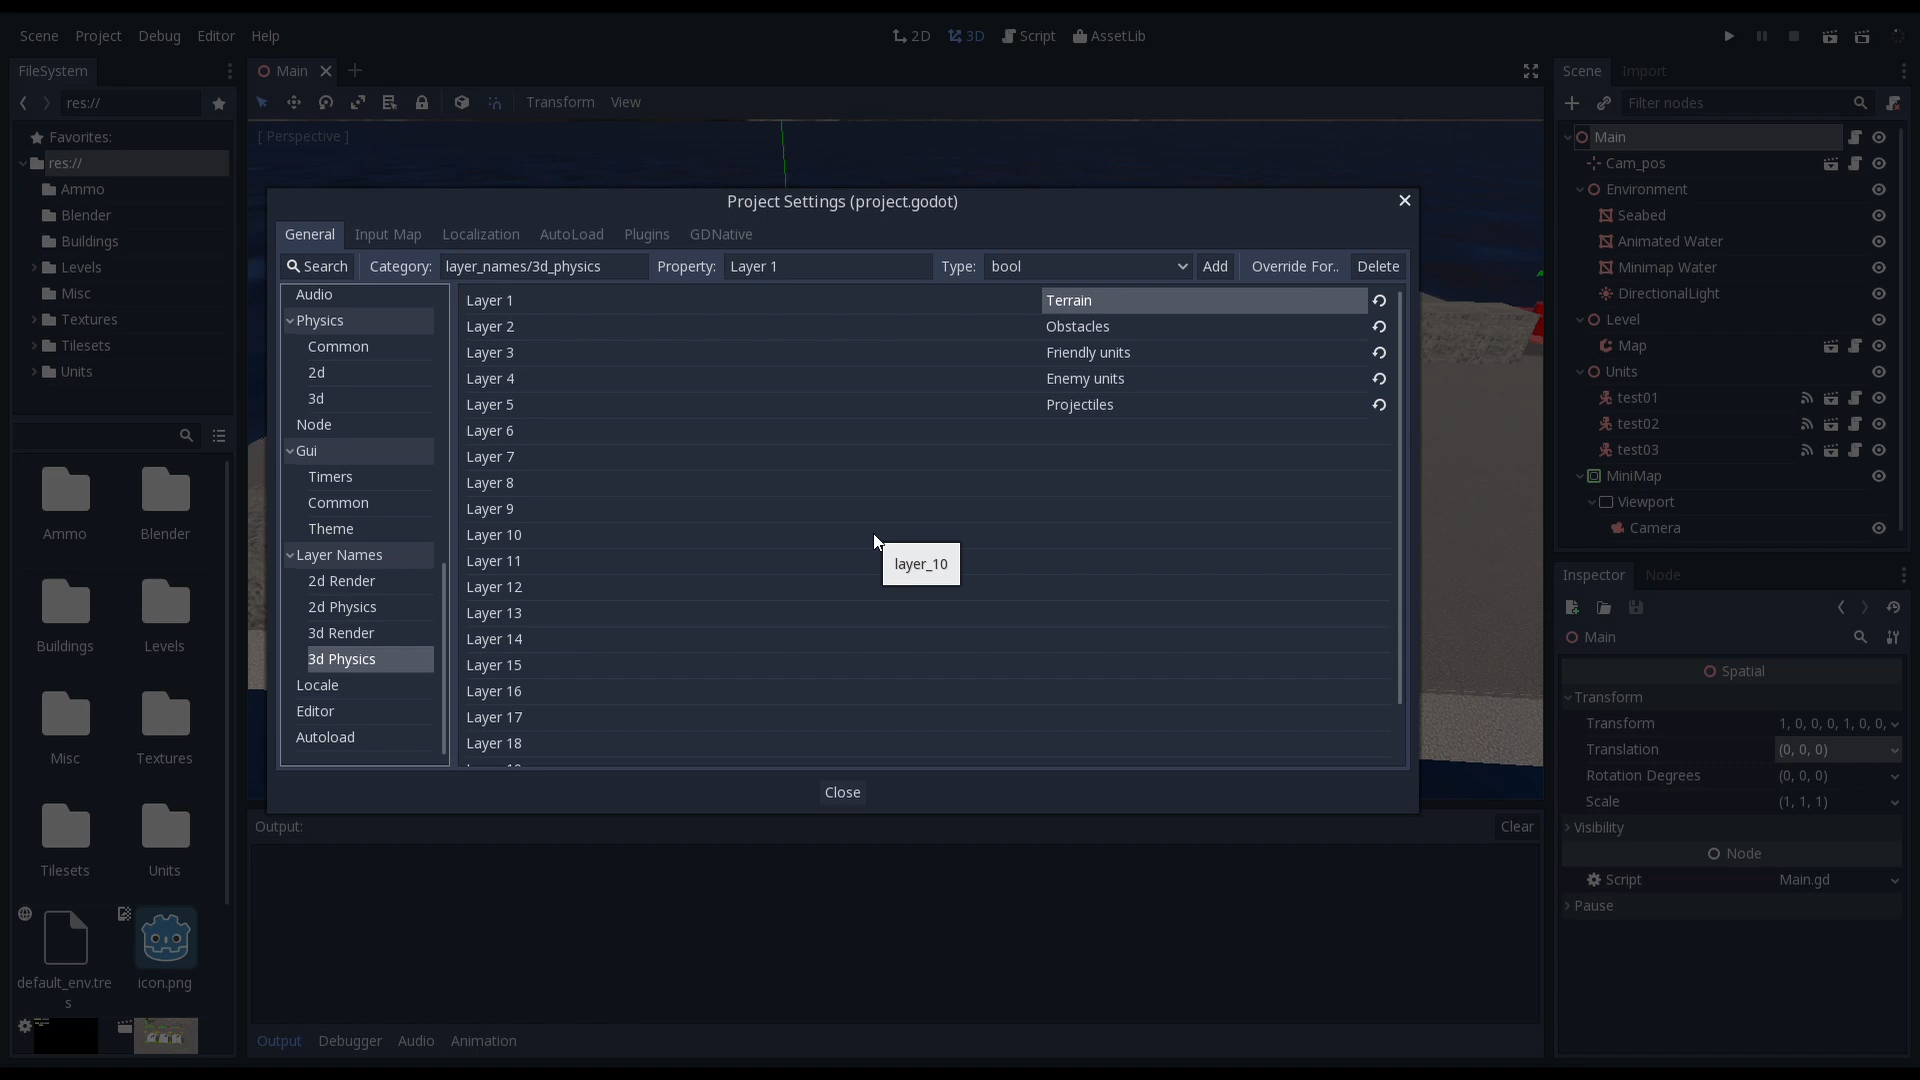 Scene Project Debug Editor Help
2D 3D Script AssetLib
FileSystem
Main
Scene Import
res://
Transform View
Filter nodes
Favorites:
res://
Ammo
Blender
Buildings
Levels
Misc
Textures
Tilesets
Units
Ammo Blender
Buildings Levels
Misc Textures
Tilesets Units
default_env.tre
s
icon.png
[ Perspective ]
Project Settings (project.godot)
General Input Map Localization AutoLoad Plugins GDNative
Search Category: layer_names/3d_physics Property: Layer 1 Type: bool Add Override For.. Delete
Audio
Physics
Common
2d
3d
Node
Gui
Timers
Common
Theme
Layer Names
2d Render
2d Physics
3d Render
3d Physics
Locale
Editor
Autoload
Layer 1 Terrain
Layer 2 Obstacles
Layer 3 Friendly units
Layer 4 Enemy units
Layer 5 Projectiles
Layer 6
Layer 7
Layer 8
Layer 9
Layer 10
layer_10
Layer 11
Layer 12
Layer 13
Layer 14
Layer 15
Layer 16
Layer 17
Layer 18
Close
Output: Clear
Output Debugger Audio Animation
Main
Cam_pos
Environment
Seabed
Animated Water
Minimap Water
DirectionalLight
Level
Map
Units
test01
test02
test03
MiniMap
Viewport
Camera
Inspector Node
Main
Spatial
Transform
Transform 1, 0, 0, 0, 1, 0, 0,
Translation (0, 0, 0)
Rotation Degrees (0, 0, 0)
Scale (1, 1, 1)
Visibility
Node
Script Main.gd
Pause